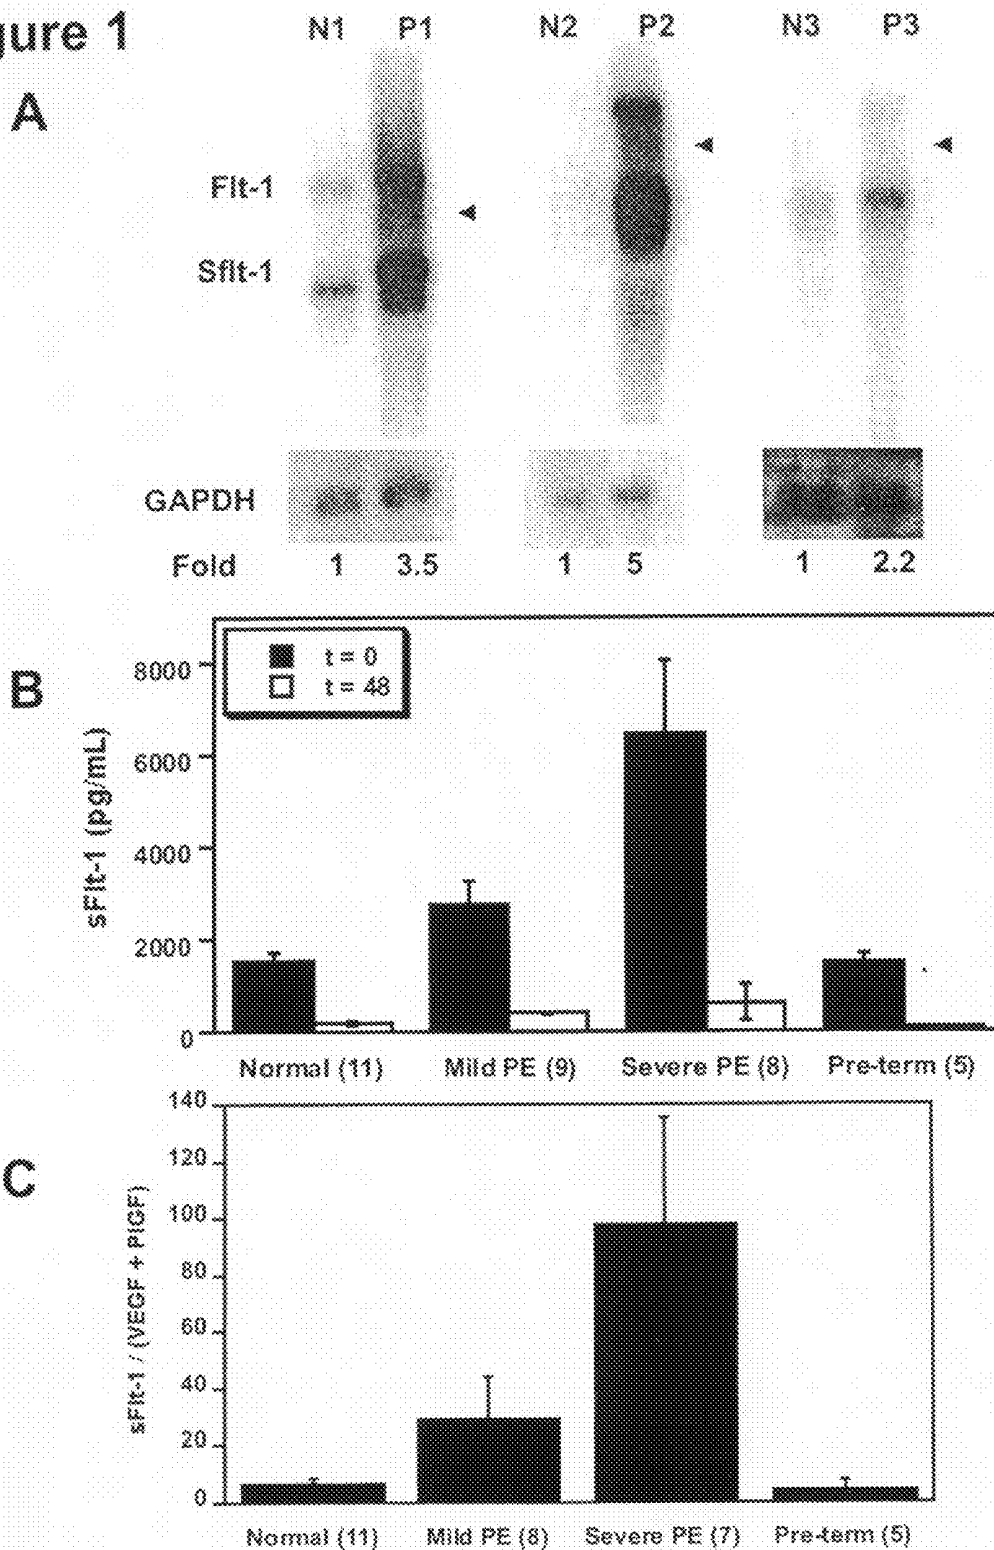 gure 1
N1 P1 N2 P2 N3 P3
A
Flt-1
Sflt-1
GAPDH
Fold 1 3.5 1 5 1 2.2
B
t = 0
t = 48
sFlt-1 (pg/mL)
8000
6000
4000
2000
0
Normal (11) Mild PE (9) Severe PE (8) Pre-term (5)
C
sFlt-1 / (VEGF + PlGF)
140
120
100
80
60
40
20
0
Normal (11) Mild PE (8) Severe PE (7) Pre-term (5)